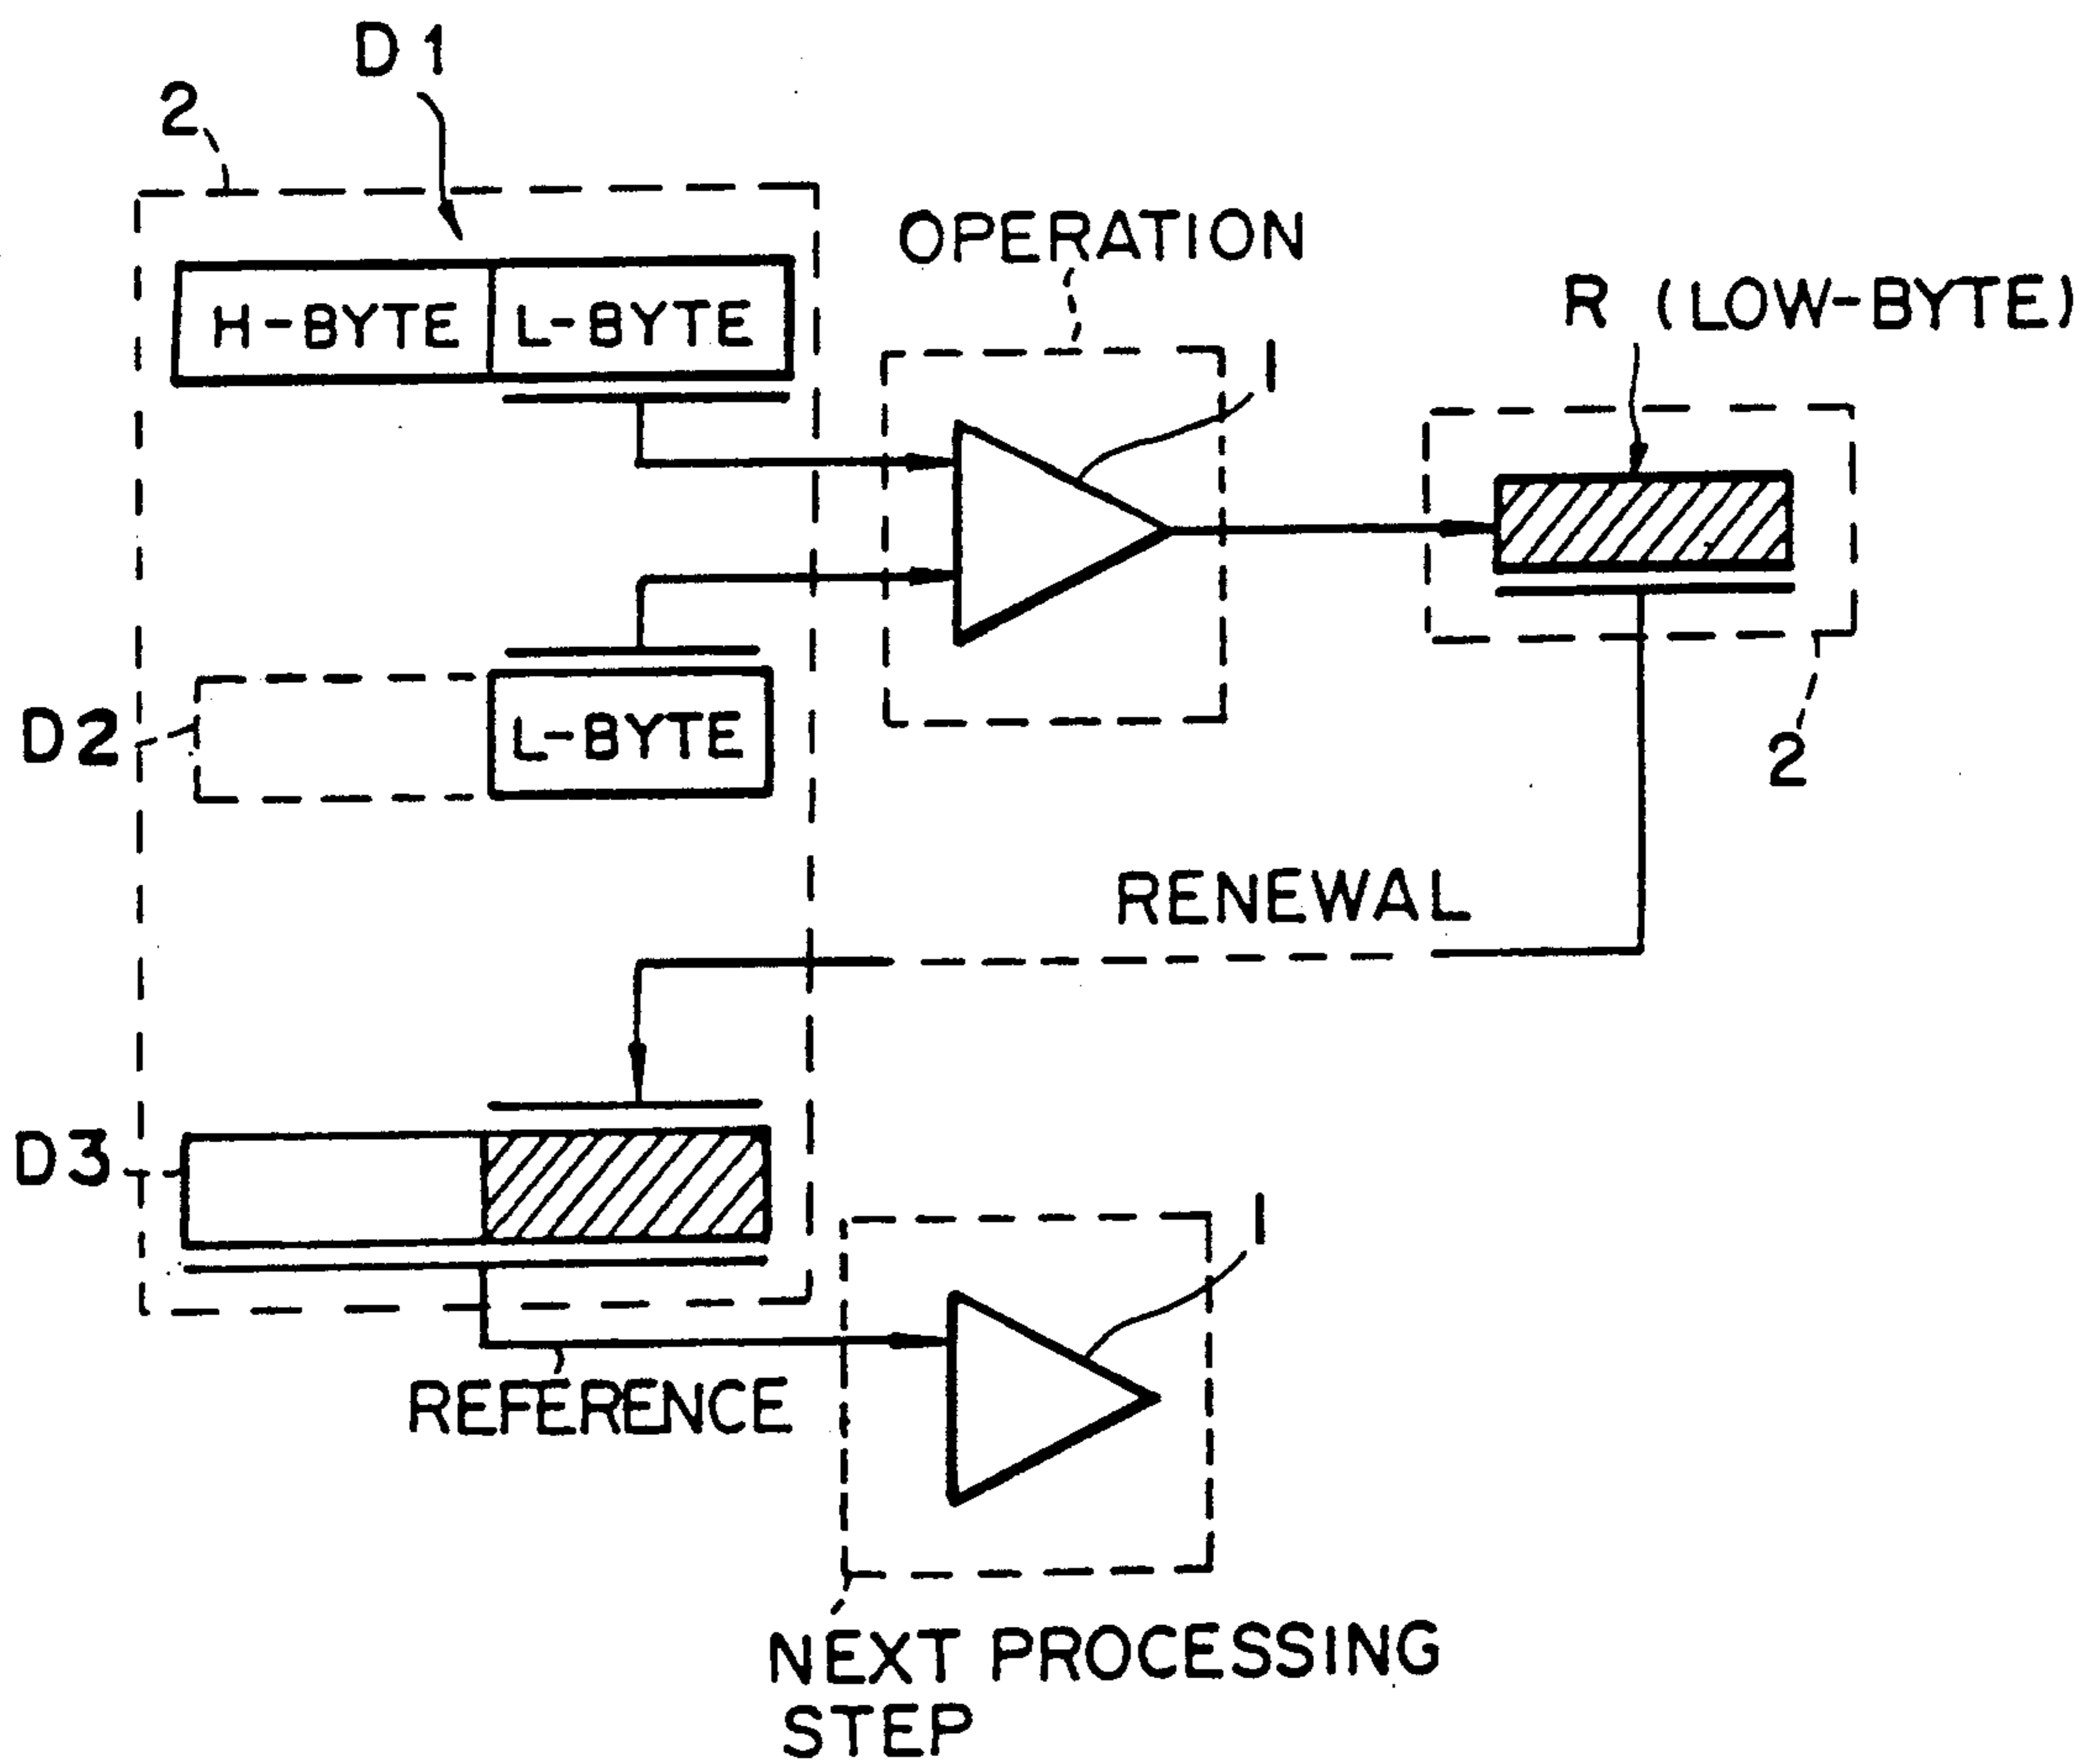 D1
2
OPERATION
R (LOW-BYTE)
H-BYTE
L-BYTE
1
L-BYTE
D2
2
RENEWAL
D3
1
REFERENCE
NEXT PROCESSING
STEP